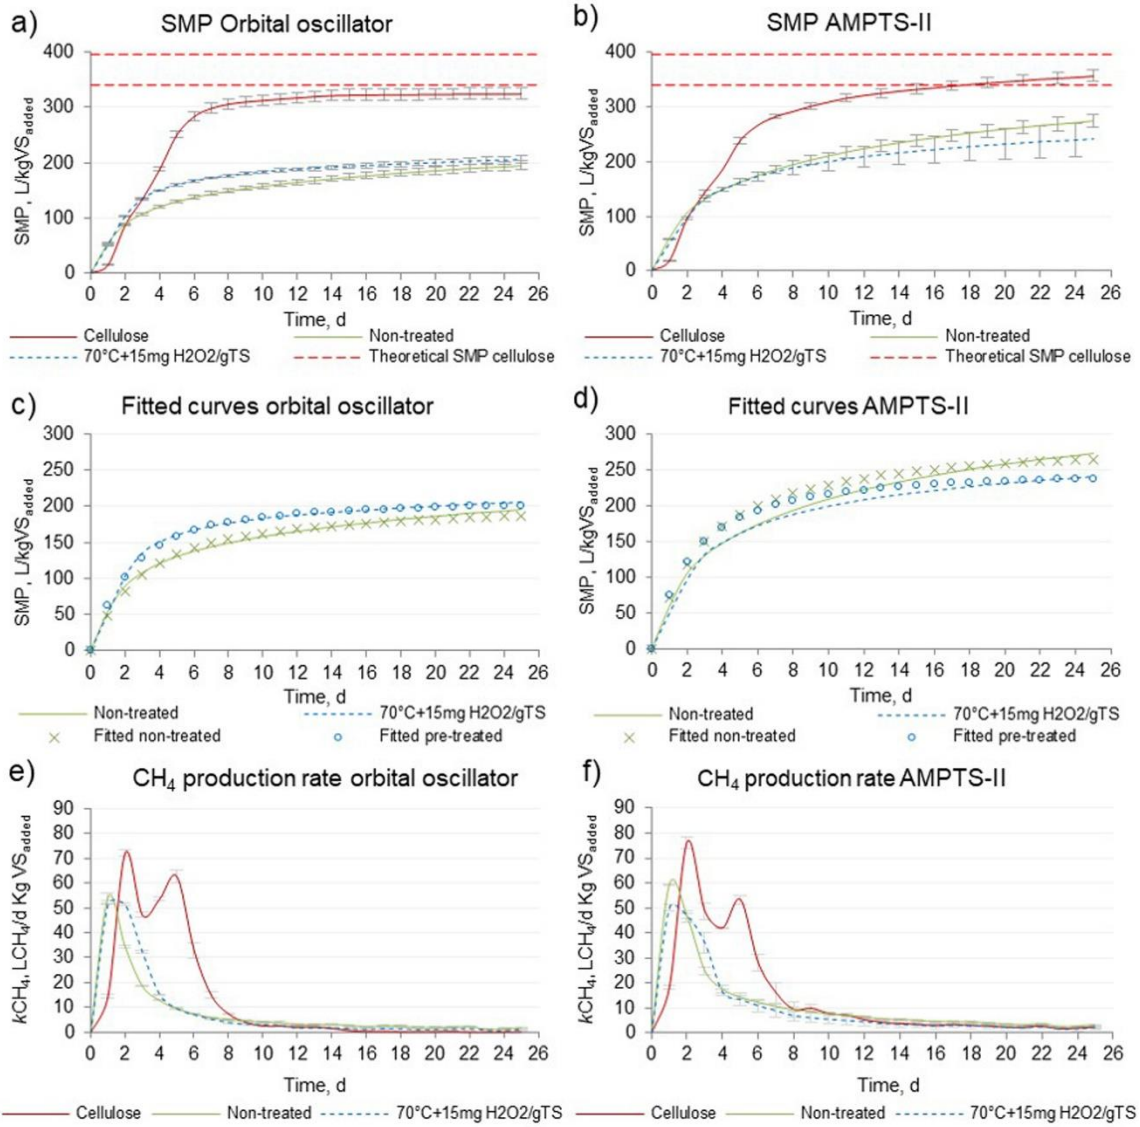 a)
SMP Orbital oscillator
SMP, L/kgVSadded
400
300
200
100
0
0 2 4 6 8 10 12 14 16 18 20 22 24 26
Time, d
Cellulose
Non-treated
70°C+15mg H2O2/gTS
Theoretical SMP cellulose
b)
SMP AMPTS-II
SMP, L/kgVSadded
400
300
200
100
0
0 2 4 6 8 10 12 14 16 18 20 22 24 26
Time, d
Cellulose
Non-treated
70°C+15mg H2O2/gTS
Theoretical SMP cellulose
c)
Fitted curves orbital oscillator
SMP, L/kgVSadded
300
250
200
150
100
50
0
0 2 4 6 8 10 12 14 16 18 20 22 24 26
Time, d
Non-treated
70°C+15mg H2O2/gTS
Fitted non-treated
Fitted pre-treated
d)
Fitted curves AMPTS-II
SMP, L/kgVSadded
300
250
200
150
100
50
0
0 2 4 6 8 10 12 14 16 18 20 22 24 26
Time, d
Non-treated
70°C+15mg H2O2/gTS
Fitted non-treated
Fitted pre-treated
e)
CH4 production rate orbital oscillator
kCH4, LCH4/d Kg VSadded
90
80
70
60
50
40
30
20
10
0
0 2 4 6 8 10 12 14 16 18 20 22 24 26
Time, d
Cellulose
Non-treated
70°C+15mg H2O2/gTS
f)
CH4 production rate AMPTS-II
kCH4, LCH4/d Kg VSadded
90
80
70
60
50
40
30
20
10
0
0 2 4 6 8 10 12 14 16 18 20 22 24 26
Time, d
Cellulose
Non-treated
70°C+15mg H2O2/gTS